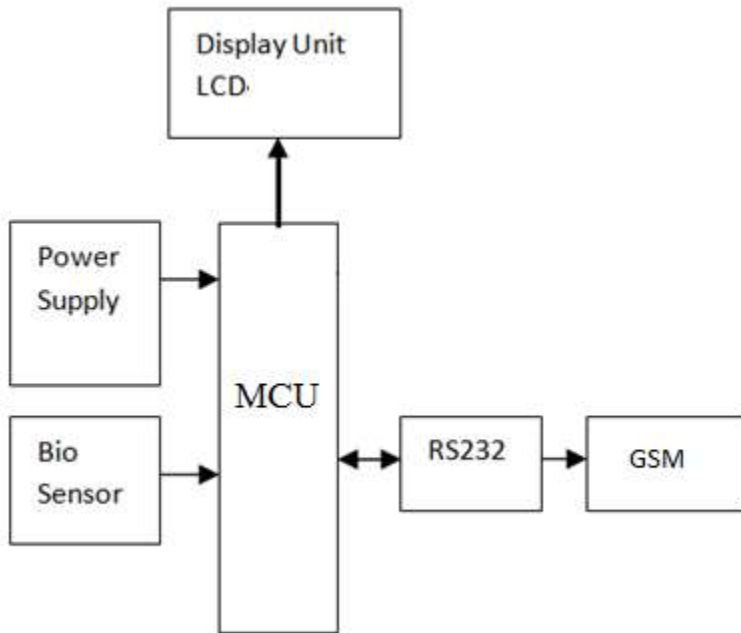 Display Unit
LCD
Power
Supply
MCU
Bio
Sensor
RS232
GSM